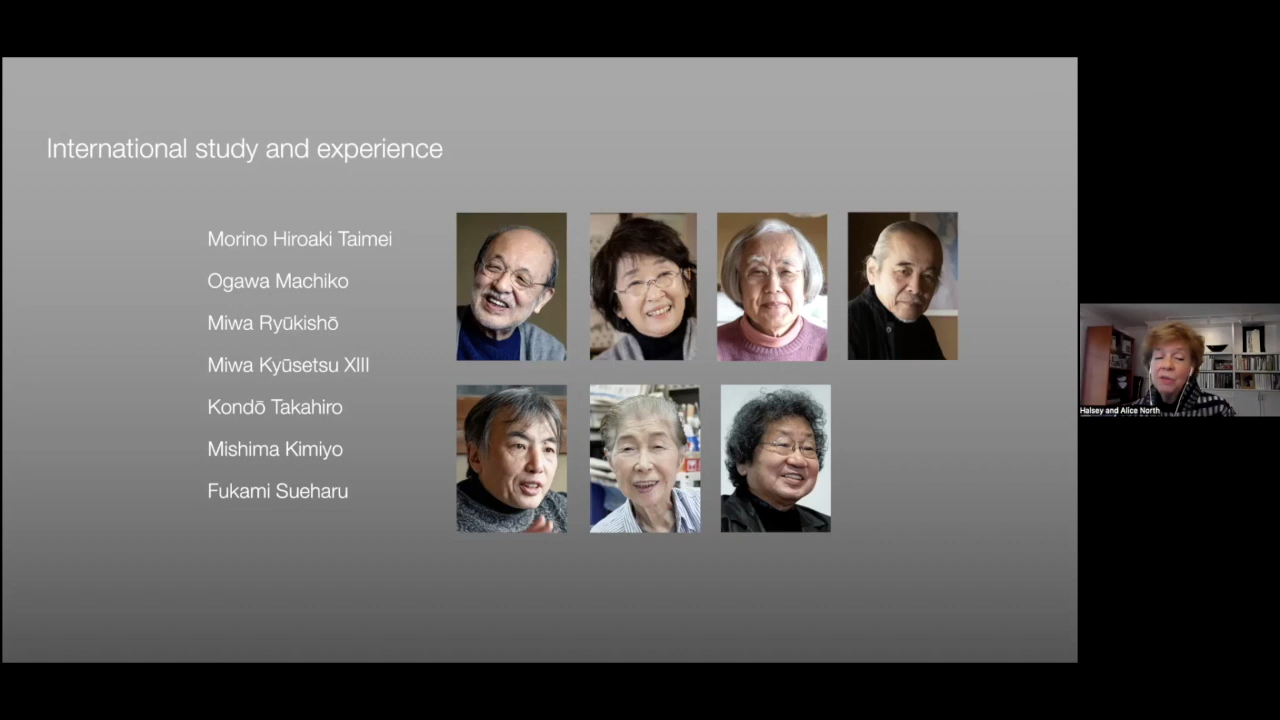 International study and experience
Morino Hiroaki Taimei
Ogawa Machiko
Miwa Ryūkishō
Miwa Kyūsetsu XIII
Kondō Takahiro
Mishima Kimiyo
Fukami Sueharu
Halsey and Alice North